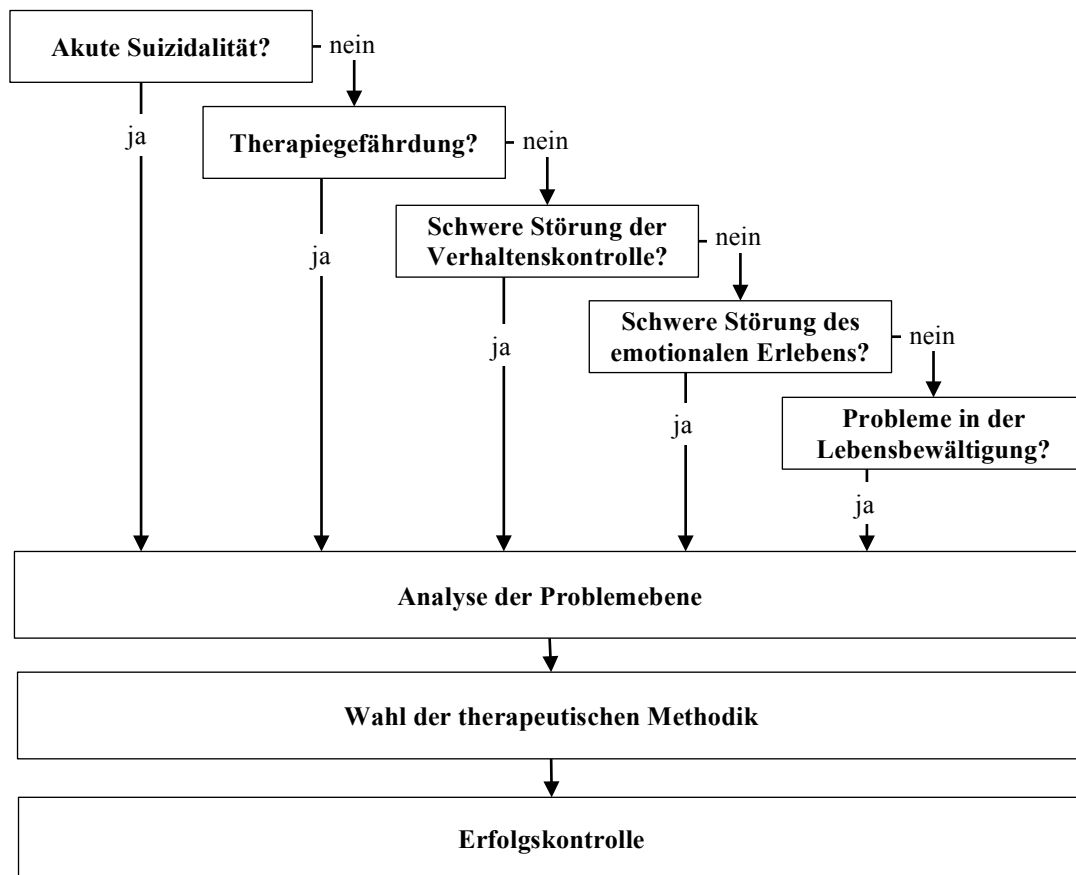 Akute Suizidalität?
nein
ja
Therapiegefährdung?
nein
ja
Schwere Störung der
Verhaltenskontrolle?
nein
ja
Schwere Störung des
emotionalen Erlebens?
nein
ja
Probleme in der
Lebensbewältigung?
ja
Analyse der Problemebene
Wahl der therapeutischen Methodik
Erfolgskontrolle